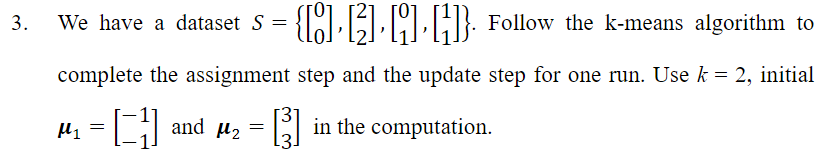 3. We have a dataset $S = \left\{\begin{bmatrix}0\\0\end{bmatrix}, \begin{bmatrix}2\\2\end{bmatrix}, \begin{bmatrix}0\\1\end{bmatrix}, \begin{bmatrix}1\\1\end{bmatrix}\right\}$. Follow the k-means algorithm to
complete the assignment step and the update step for one run. Use $k = 2$, initial
$\boldsymbol{\mu}_1 = \begin{bmatrix}-1\\-1\end{bmatrix}$ and $\boldsymbol{\mu}_2 = \begin{bmatrix}3\\3\end{bmatrix}$ in the computation.